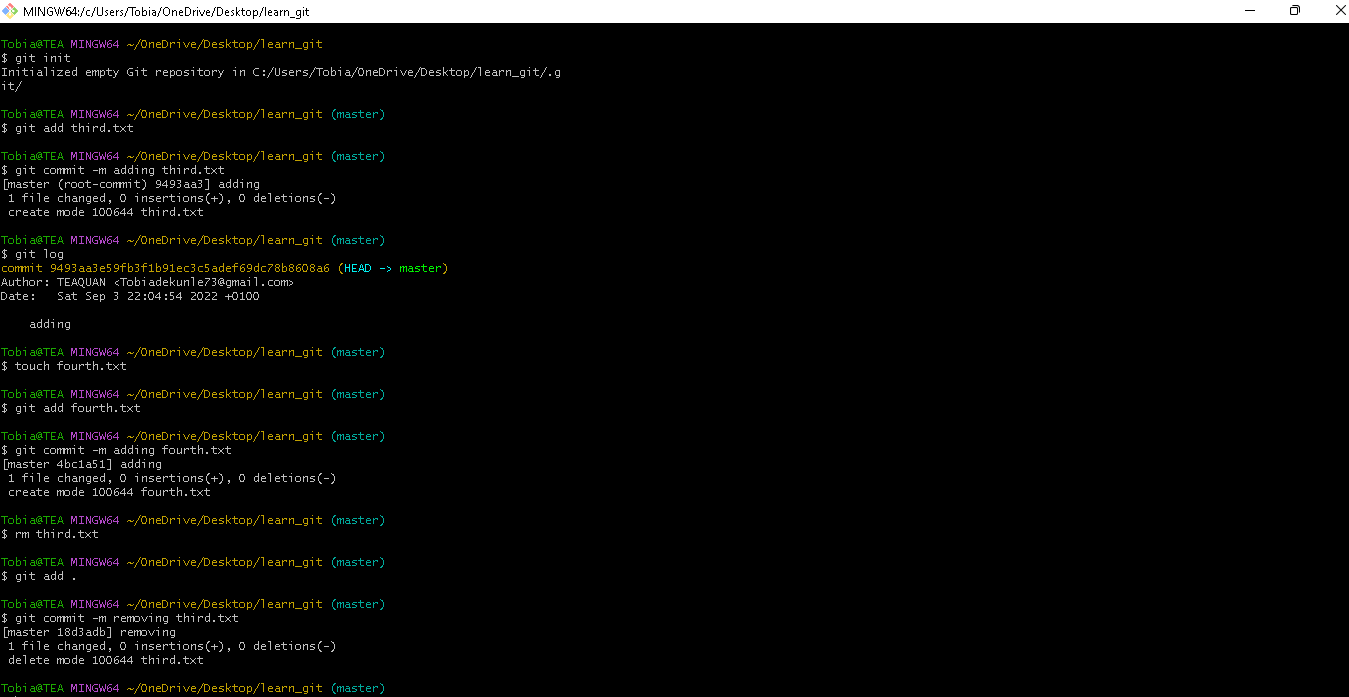 MINGW64:/c/Users/Tobia/OneDrive/Desktop/learn_git
Tobia@TEA MINGW64 ~/OneDrive/Desktop/learn_git
$ git init
Initialized empty Git repository in C:/Users/Tobia/OneDrive/Desktop/learn_git/.g
it/
Tobia@TEA MINGW64 ~/OneDrive/Desktop/learn_git (master)
$ git add third.txt
Tobia@TEA MINGW64 ~/OneDrive/Desktop/learn_git (master)
$ git commit -m adding third.txt
[master (root-commit) 9493aa3] adding
 1 file changed, 0 insertions(+), 0 deletions(-)
 create mode 100644 third.txt
Tobia@TEA MINGW64 ~/OneDrive/Desktop/learn_git (master)
$ git log
commit 9493aa3e59fb3f1b91ec3c5adef69dc78b8608a6 (HEAD -> master)
Author: TEAQUAN <Tobiadekunle73@gmail.com>
Date:   Sat Sep 3 22:04:54 2022 +0100
    adding
Tobia@TEA MINGW64 ~/OneDrive/Desktop/learn_git (master)
$ touch fourth.txt
Tobia@TEA MINGW64 ~/OneDrive/Desktop/learn_git (master)
$ git add fourth.txt
Tobia@TEA MINGW64 ~/OneDrive/Desktop/learn_git (master)
$ git commit -m adding fourth.txt
[master 4bc1a51] adding
 1 file changed, 0 insertions(+), 0 deletions(-)
 create mode 100644 fourth.txt
Tobia@TEA MINGW64 ~/OneDrive/Desktop/learn_git (master)
$ rm third.txt
Tobia@TEA MINGW64 ~/OneDrive/Desktop/learn_git (master)
$ git add .
Tobia@TEA MINGW64 ~/OneDrive/Desktop/learn_git (master)
$ git commit -m removing third.txt
[master 18d3adb] removing
 1 file changed, 0 insertions(+), 0 deletions(-)
 delete mode 100644 third.txt
Tobia@TEA MINGW64 ~/OneDrive/Desktop/learn_git (master)